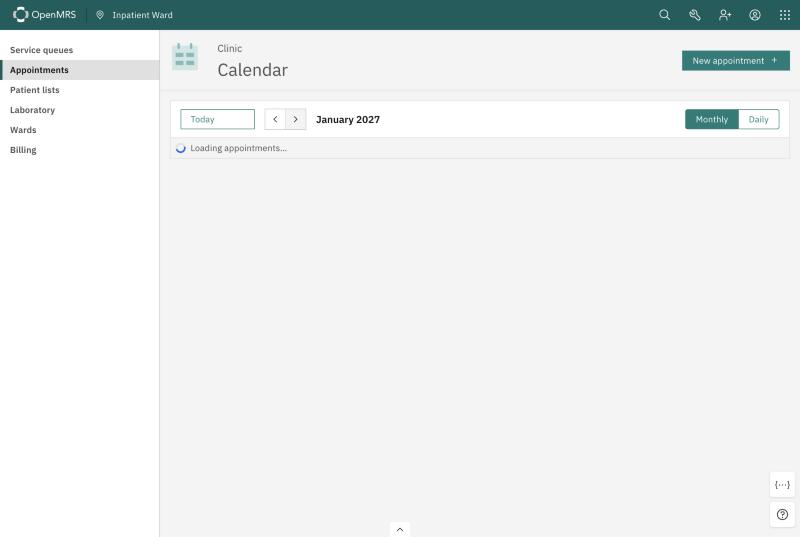 OpenMRS
Inpatient Ward
Service queues
Appointments
Patient lists
Laboratory
Wards
Billing
Clinic
Calendar
New appointment +
Today
January 2027
Monthly
Daily
Loading appointments...
{···}